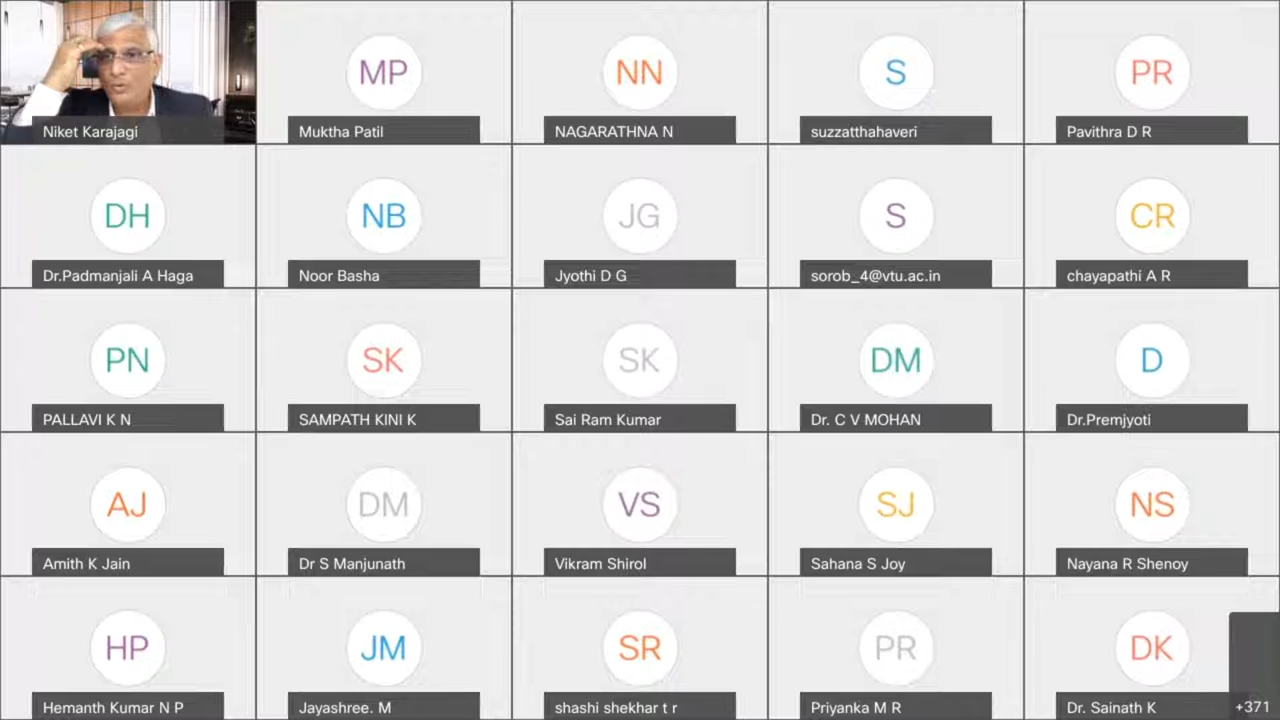 Niket Karajagi
MP
Muktha Patil
NN
NAGARATHNA N
S
suzzatthahaveri
PR
Pavithra D R
DH
Dr.Padmanjali A Haga
NB
Noor Basha
JG
Jyothi D G
S
sorob_4@vtu.ac.in
CR
chayapathi A R
PN
PALLAVI K N
SK
SAMPATH KINI K
SK
Sai Ram Kumar
DM
Dr. C V MOHAN
D
Dr.Premjyoti
AJ
Amith K Jain
DM
Dr S Manjunath
VS
Vikram Shirol
SJ
Sahana S Joy
NS
Nayana R Shenoy
HP
Hemanth Kumar N P
JM
Jayashree. M
SR
shashi shekhar t r
PR
Priyanka M R
DK
Dr. Sainath K
+371